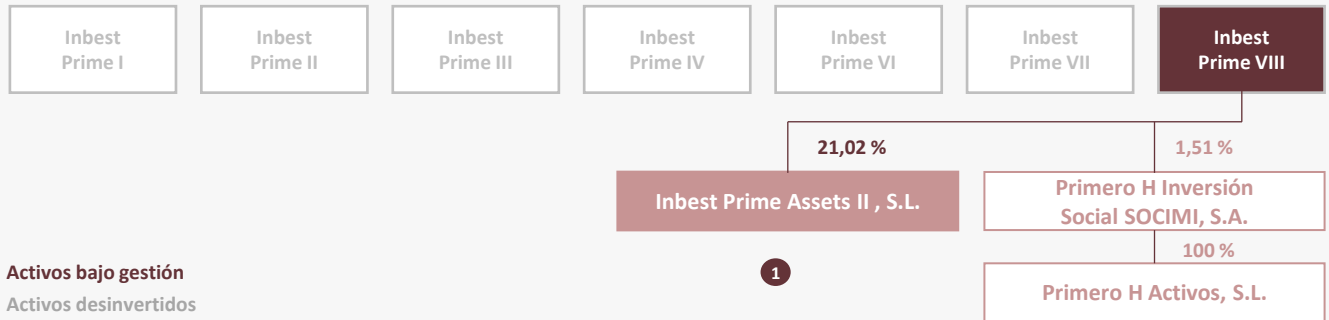 Inbest
Prime I
Inbest
Prime II
Inbest
Prime III
Inbest
Prime IV
Inbest
Prime VI
Inbest
Prime VII
Inbest
Prime VIII
21,02 %
1,51 %
Inbest Prime Assets II , S.L.
Primero H Inversión
Social SOCIMI, S.A.
100 %
Activos bajo gestión
1
Primero H Activos, S.L.
Activos desinvertidos